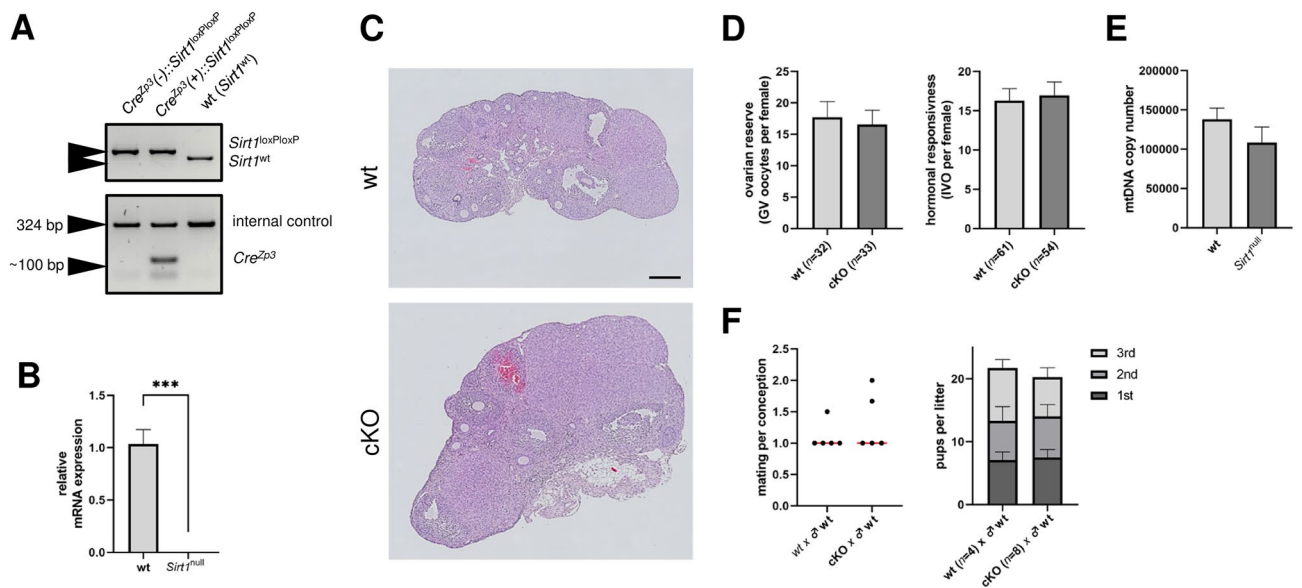 A
Cre^Zp3(-)::Sirt1^loxPloxP
Cre^Zp3(+)::Sirt1^loxPloxP
wt (Sirt1^wt)
Sirt1^loxPloxP
Sirt1^wt
324 bp
internal control
~100 bp
Cre^Zp3
B
***
1.5
1.0
0.5
0.0
relative
mRNA expression
wt
Sirt1^null
C
wt
cKO
D
25
20
15
10
5
0
ovarian reserve
(GV oocytes per female)
wt (n=32)
cKO (n=33)
20
15
10
5
0
hormonal responsivness
(IVO per female)
wt (n=61)
cKO (n=54)
E
200000
150000
100000
50000
0
mtDNA copy number
wt
Sirt1^null
F
2.5
2.0
1.5
1.0
0.5
0.0
mating per conception
wt x ♂ wt
cKO x ♂ wt
20
10
0
pups per litter
wt (n=4) x ♂ wt
cKO (n=8) x ♂ wt
3rd
2nd
1st